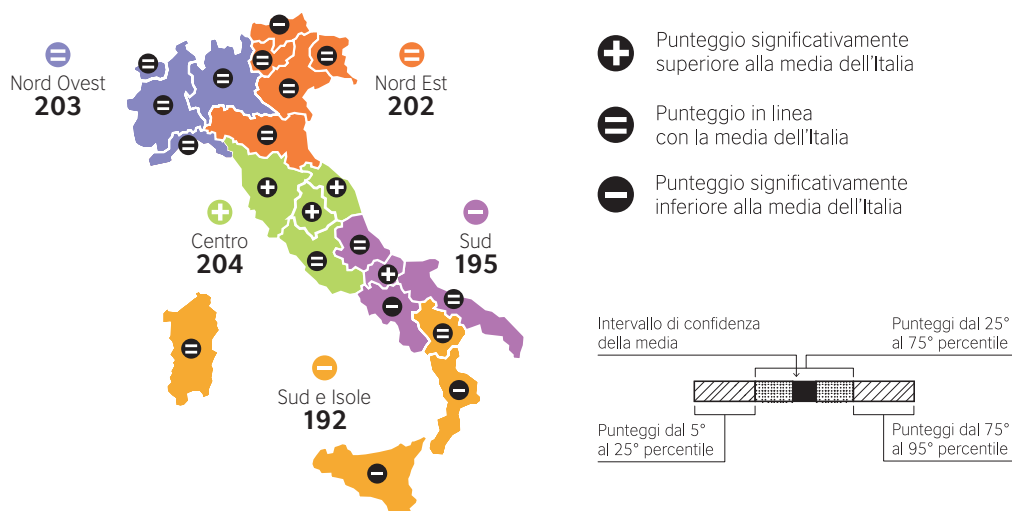 Nord Ovest
203
Nord Est
202
Centro
204
Sud
195
Sud e Isole
192
Punteggio significativamente
superiore alla media dell'Italia
Punteggio in linea
con la media dell'Italia
Punteggio significativamente
inferiore alla media dell'Italia
Intervallo di confidenza
della media
Punteggi dal 25°
al 75° percentile
Punteggi dal 5°
al 25° percentile
Punteggi dal 75°
al 95° percentile